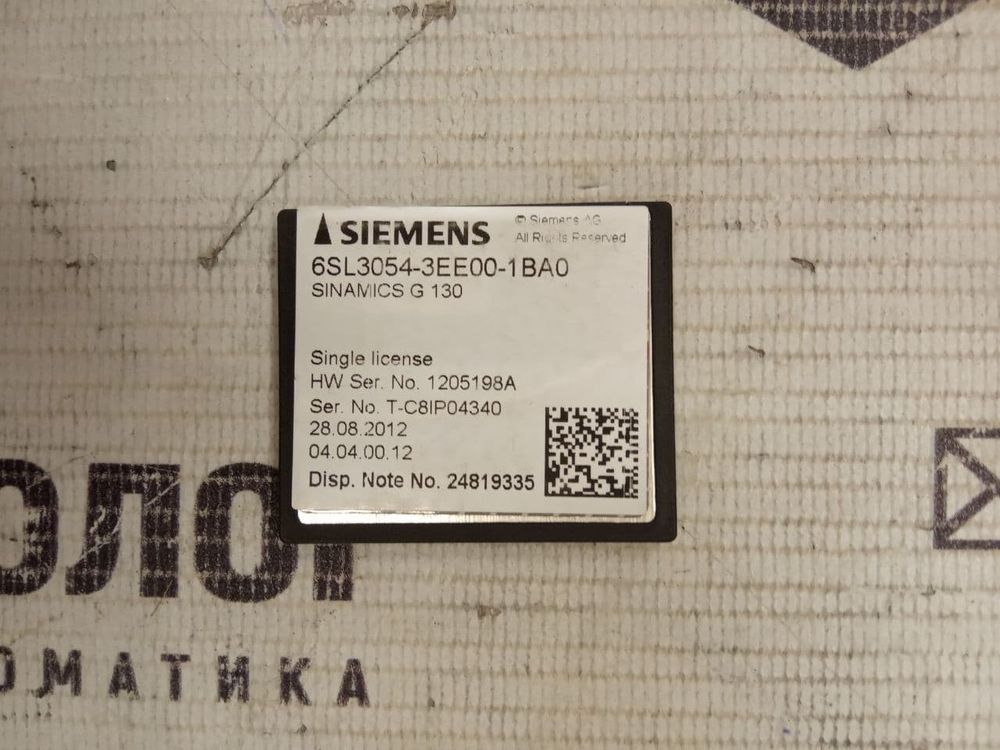 SIEMENS
© Siemens AG
All Rights Reserved
6SL3054-3EE00-1BA0
SINAMICS G 130
Single license
HW Ser. No. 1205198A
Ser. No. T-C8IP04340
28.08.2012
04.04.00.12
Disp. Note No. 24819335
ОЛОГ
ОМАТИКА